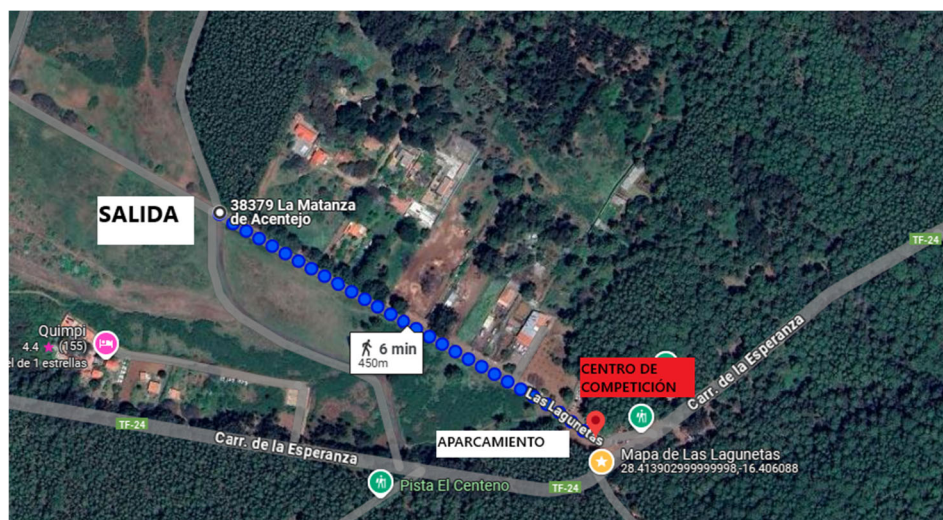 SALIDA
38379 La Matanza
de Acentejo
TF-24
Quimpi
4.4 ★ (155)
el de 1 estrellas
6 min
450m
CENTRO DE
COMPETICIÓN
Carr. de la Esperanza
Las Lagunetas
TF-24
Carr. de la Esperanza
APARCAMIENTO
Mapa de Las Lagunetas
28.413902999999998,-16.406088
Pista El Centeno
TF-24